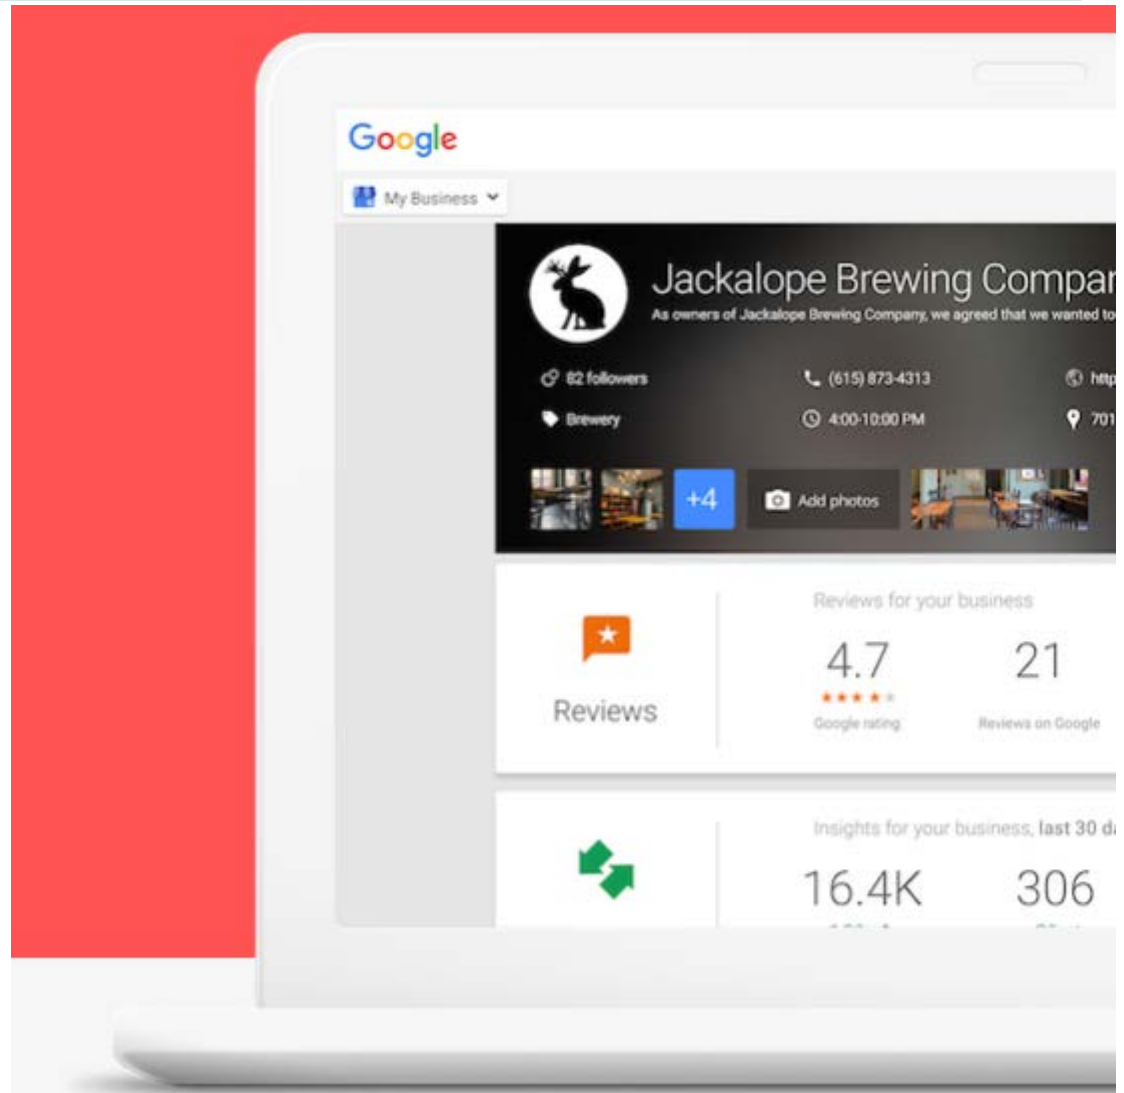 Google
My Business
Jackalope Brewing Compan
As owners of Jackalope Brewing Company, we agreed that we wanted to
82 followers
(615) 873-4313
http
Brewery
4:00-10:00 PM
701
+4
Add photos
Reviews for your business
4.7
21
Reviews
Google rating
Reviews on Google
Insights for your business, last 30 da
16.4K
306